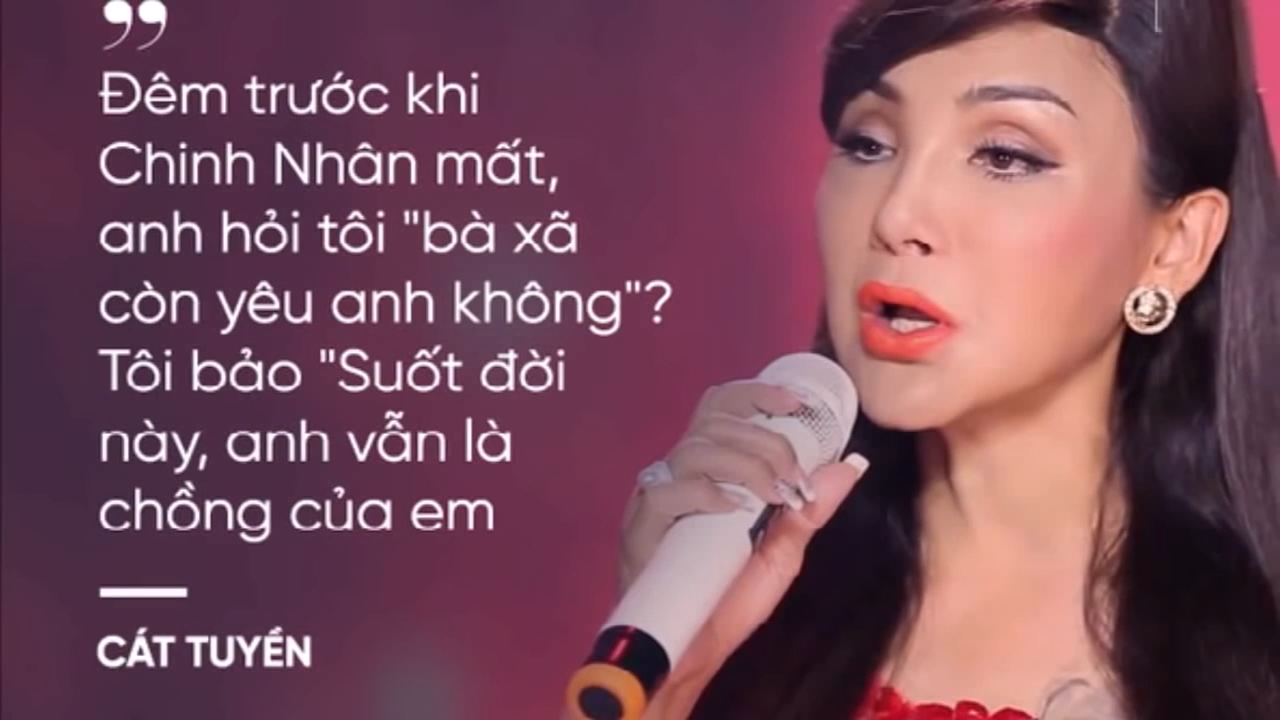 ”
Đêm trước khi
Chinh Nhân mất,
anh hỏi tôi "bà xã
còn yêu anh không"?
Tôi bảo "Suốt đời
này, anh vẫn là
chồng của em
CÁT TUYỀN